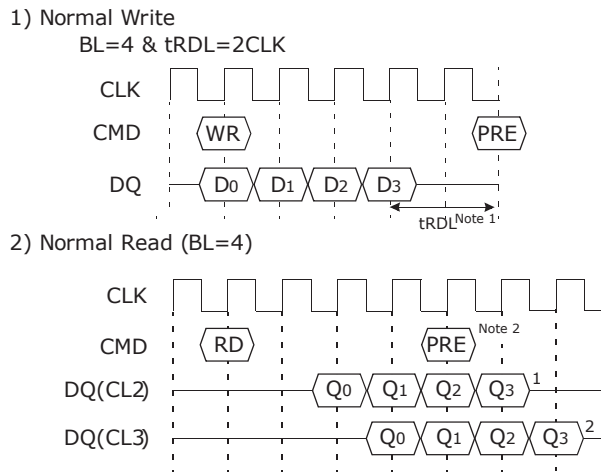 1) Normal Write
BL=4 & tRDL=2CLK
CLK
CMD WR PRE
DQ D0 D1 D2 D3
tRDL Note 1
2) Normal Read (BL=4)
CLK
CMD RD PRE Note 2
DQ(CL2) Q0 Q1 Q2 Q3 1
DQ(CL3) Q0 Q1 Q2 Q3 2